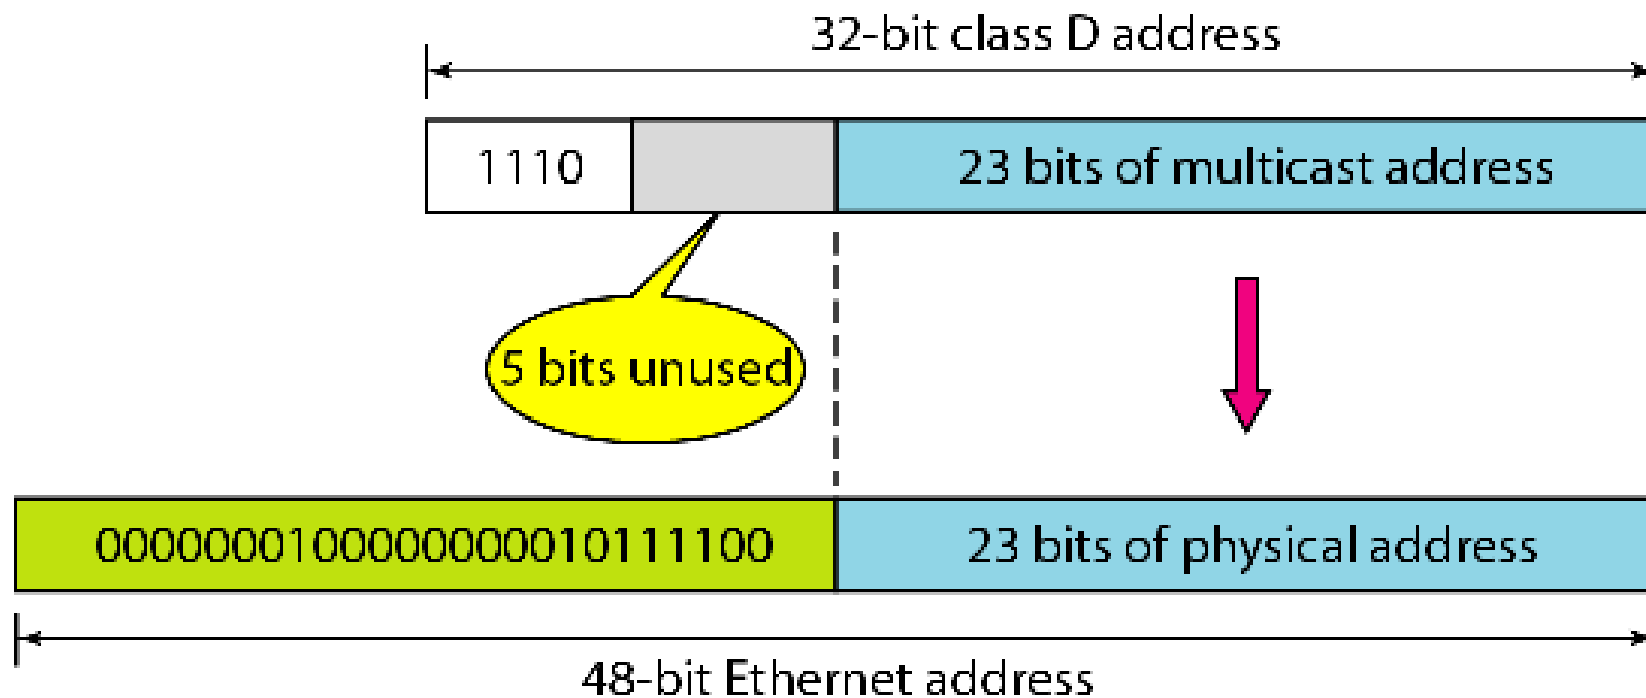 32-bit class D address
1110
23 bits of multicast address
5 bits unused
0000000100000000010111100
23 bits of physical address
48-bit Ethernet address